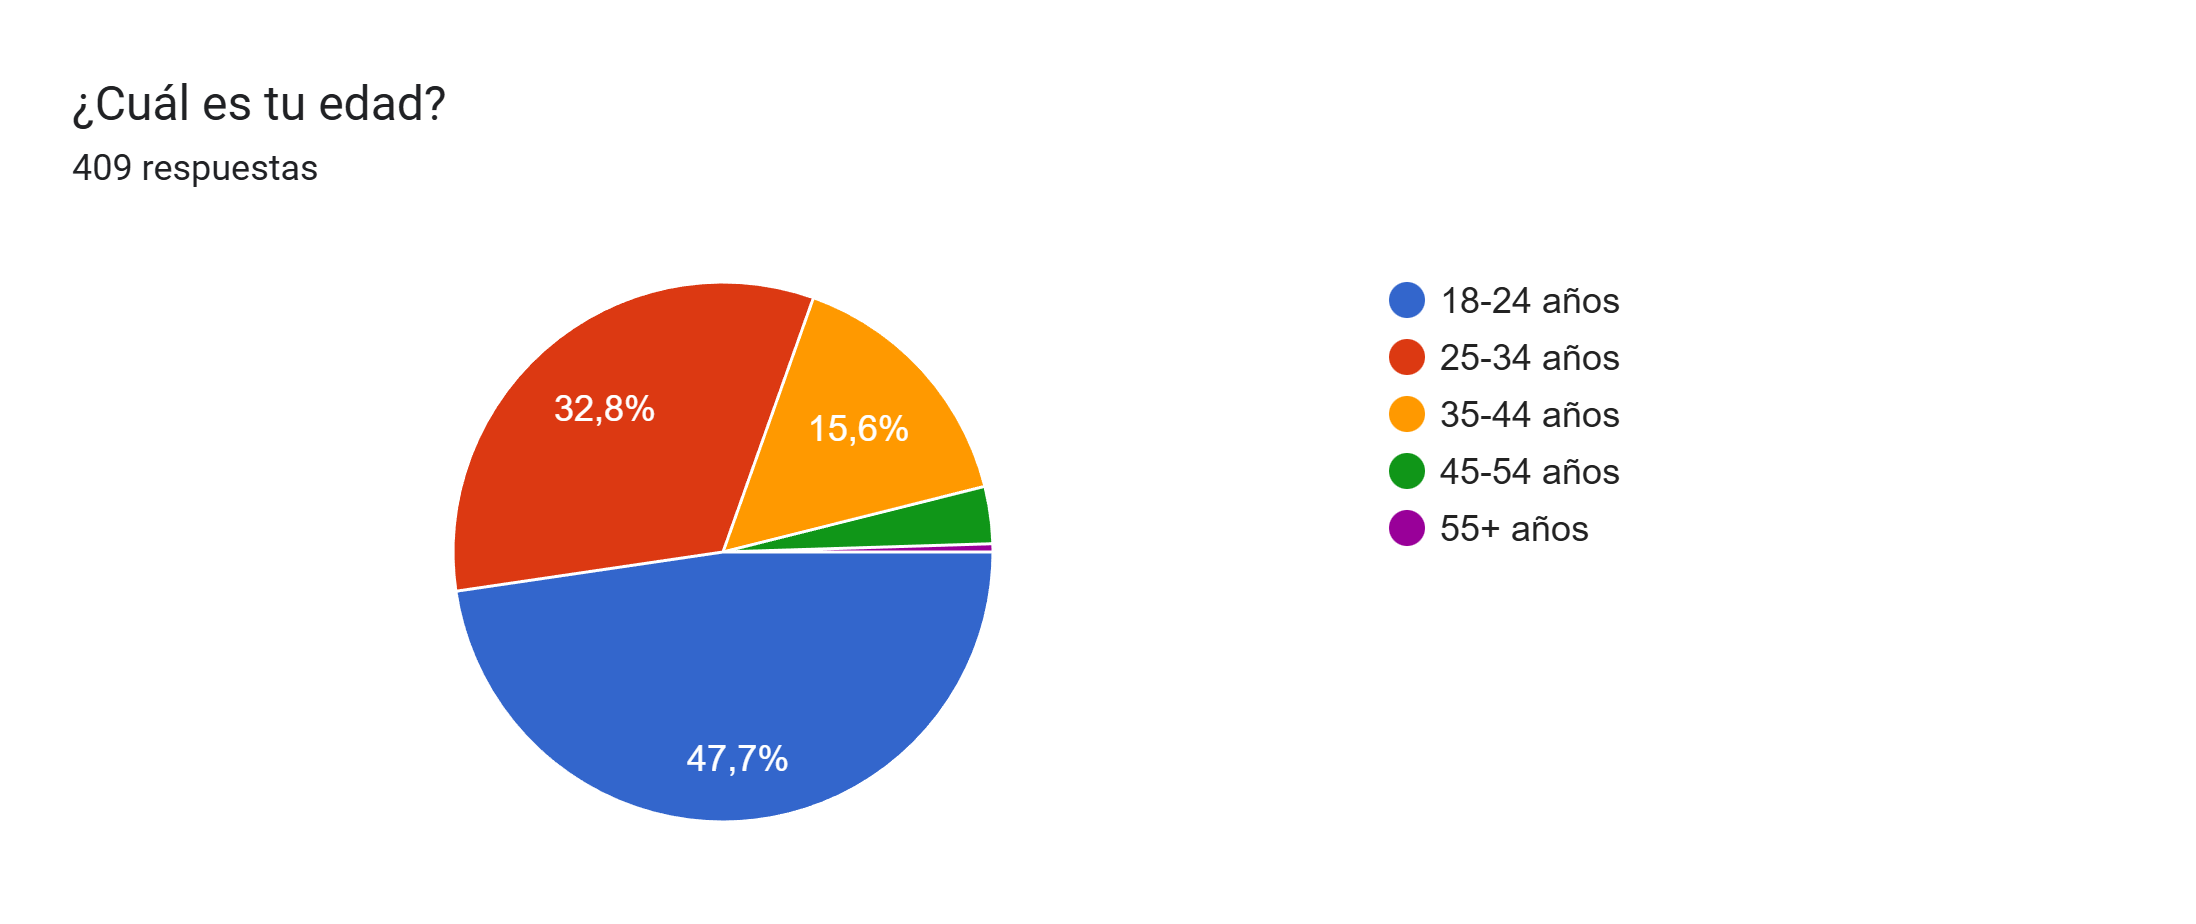 ¿Cuál es tu edad?
409 respuestas
32,8%
15,6%
47,7%
18-24 años
25-34 años
35-44 años
45-54 años
55+ años